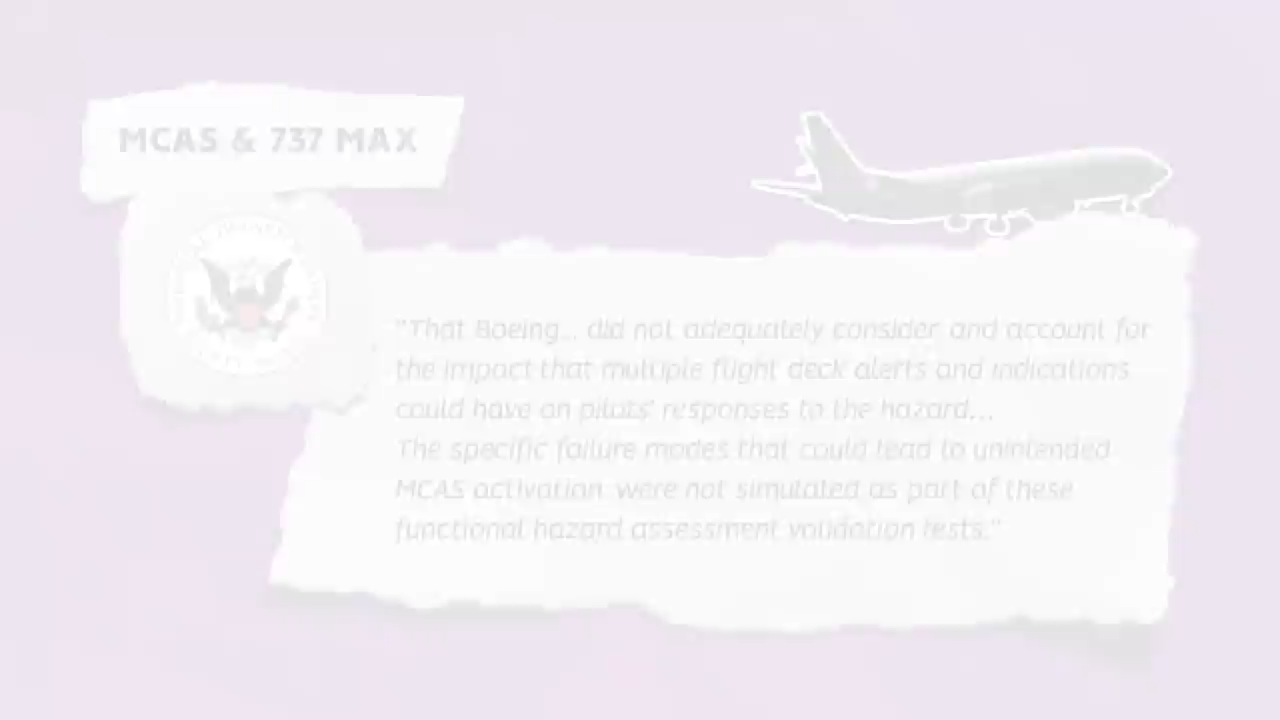 MCAS & 737 MAX
"That Boeing... did not adequately consider and account for
the impact that multiple flight deck alerts and indications
could have on pilots' responses to the hazard...
The specific failure modes that could lead to unintended
MCAS activation were not simulated as part of these
functional hazard assessment validation tests."